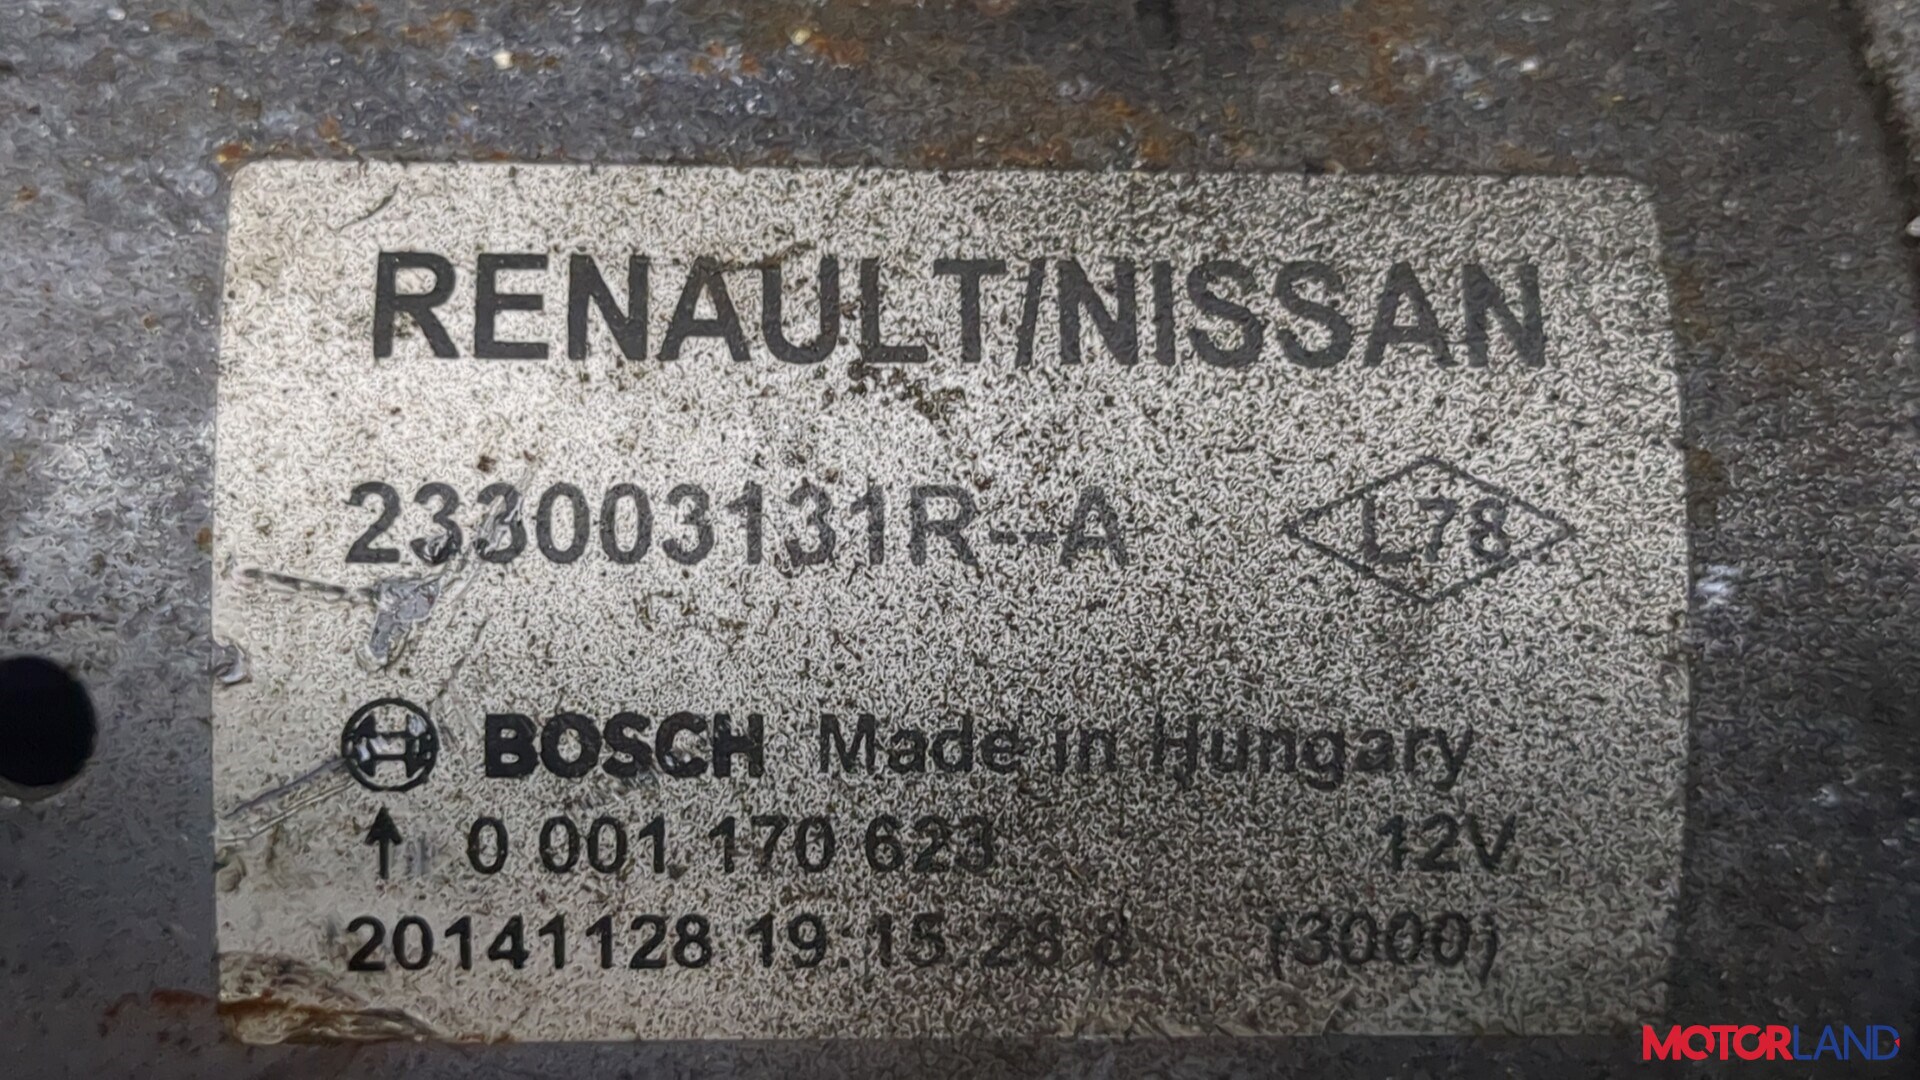 RENAULT/NISSAN
233003131R--A L78
BOSCH Made in Hungary
↑ 0 001 170 623 12V
20141128 19:15:28 8 (3000)
MOTORLAND